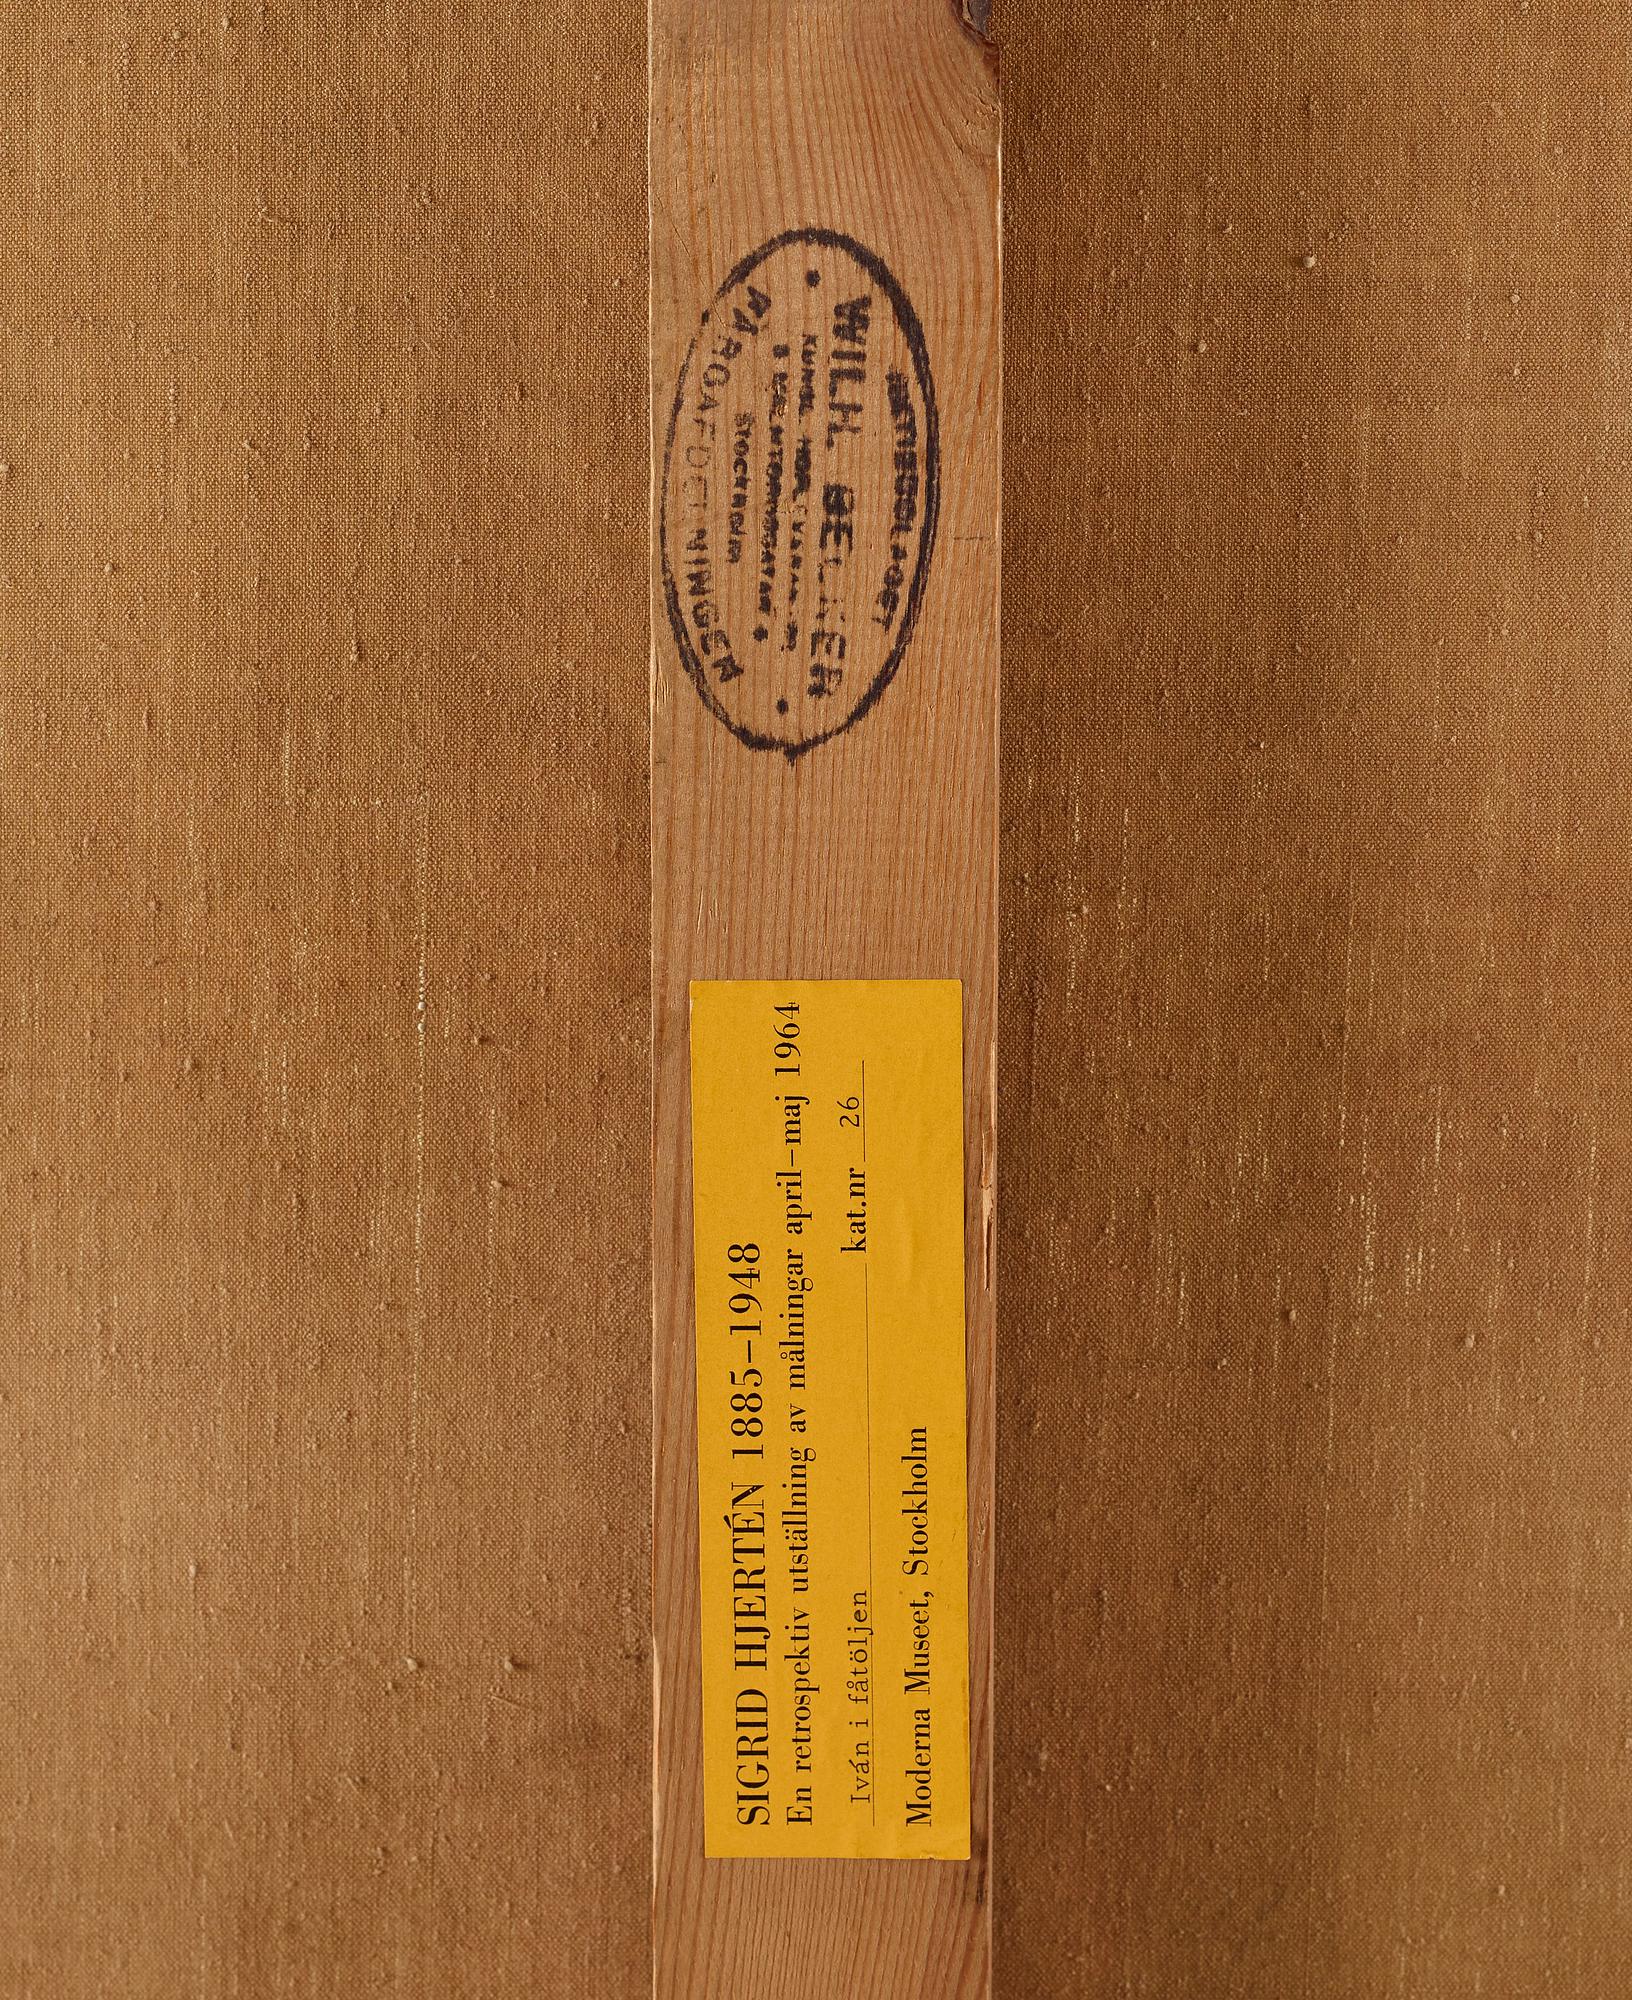 WILH. BECKER
STOCKHOLM
FÄRGAFDELNINGEN
SIGRID HJERTÉN 1885–1948
En retrospektiv utställning av målningar april–maj 1964
Iván i fåtöljen kat.nr 26
Moderna Museet, Stockholm